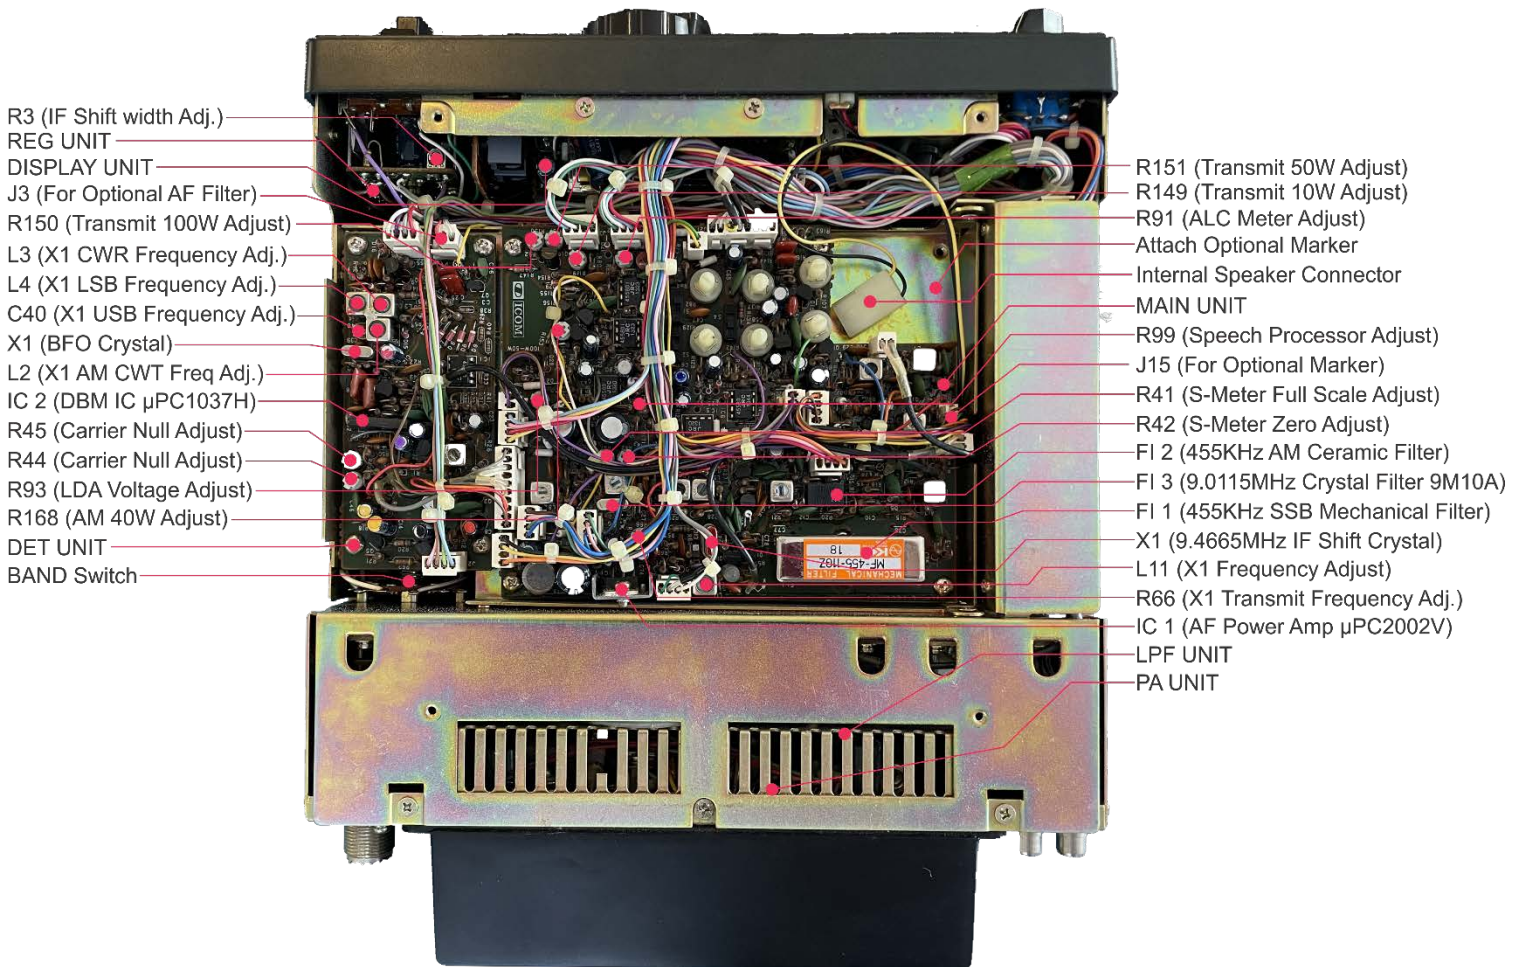 R3 (IF Shift width Adj.)
REG UNIT
DISPLAY UNIT
J3 (For Optional AF Filter)
R150 (Transmit 100W Adjust)
L3 (X1 CWR Frequency Adj.)
L4 (X1 LSB Frequency Adj.)
C40 (X1 USB Frequency Adj.)
X1 (BFO Crystal)
L2 (X1 AM CWT Freq Adj.)
IC 2 (DBM IC µPC1037H)
R45 (Carrier Null Adjust)
R44 (Carrier Null Adjust)
R93 (LDA Voltage Adjust)
R168 (AM 40W Adjust)
DET UNIT
BAND Switch
R151 (Transmit 50W Adjust)
R149 (Transmit 10W Adjust)
R91 (ALC Meter Adjust)
Attach Optional Marker
Internal Speaker Connector
MAIN UNIT
R99 (Speech Processor Adjust)
J15 (For Optional Marker)
R41 (S-Meter Full Scale Adjust)
R42 (S-Meter Zero Adjust)
FI 2 (455KHz AM Ceramic Filter)
FI 3 (9.0115MHz Crystal Filter 9M10A)
FI 1 (455KHz SSB Mechanical Filter)
X1 (9.4665MHz IF Shift Crystal)
L11 (X1 Frequency Adjust)
R66 (X1 Transmit Frequency Adj.)
IC 1 (AF Power Amp µPC2002V)
LPF UNIT
PA UNIT
ICOM
MECHANICAL FILTER
MF-455-11GZ
18